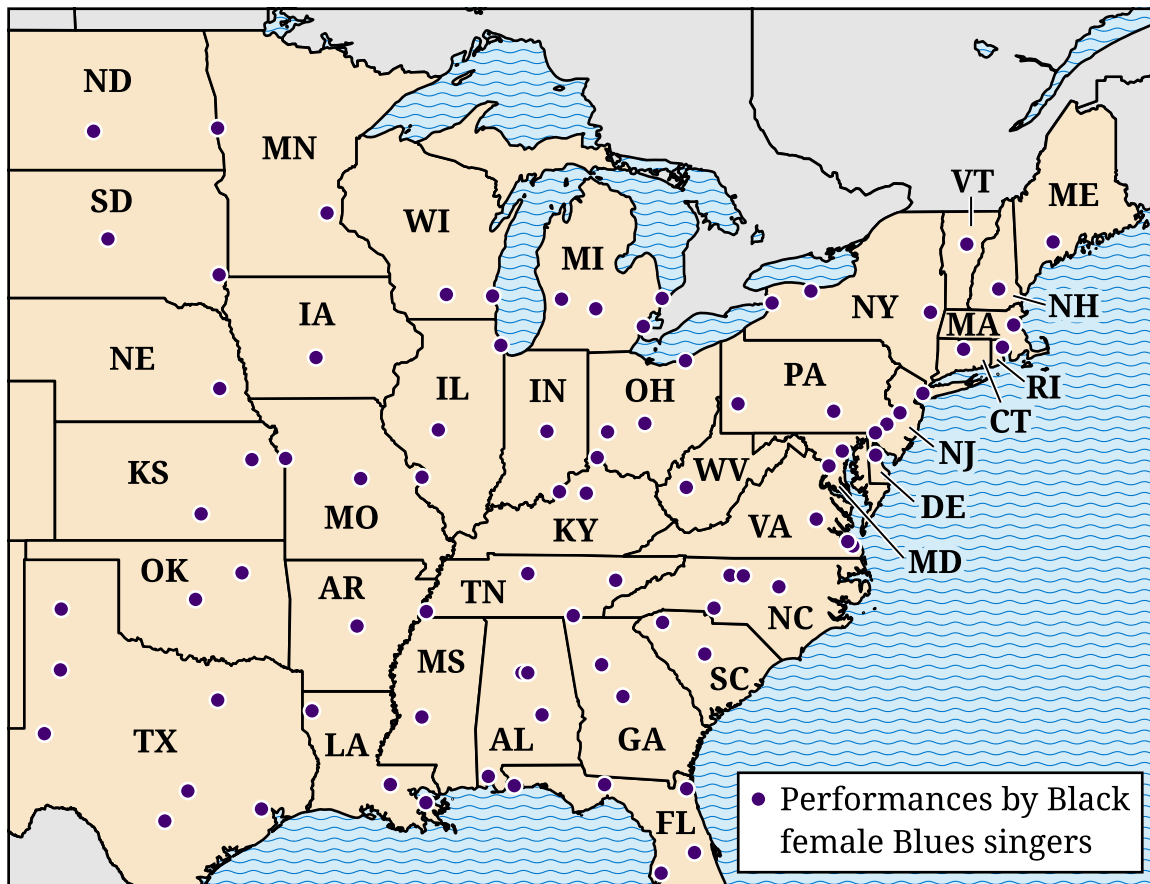 ND
MN
VT
SD
ME
WI
MI
NH
IA
NY
MA
NE
PA
RI
IL
IN
OH
CT
NJ
WV
KS
DE
MO
KY
VA
MD
OK
AR
TN
NC
MS
SC
TX
LA
AL
GA
FL
Performances by Black
female Blues singers